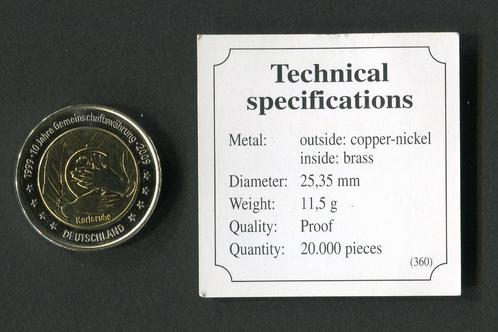 1999 · 10 Jahre Gemeinschaftswährung · 2009
Karlsruhe
DEUTSCHLAND
Technical
specifications
Metal: outside: copper-nickel
inside: brass
Diameter: 25,35 mm
Weight: 11,5 g
Quality: Proof
Quantity: 20.000 pieces
(360)